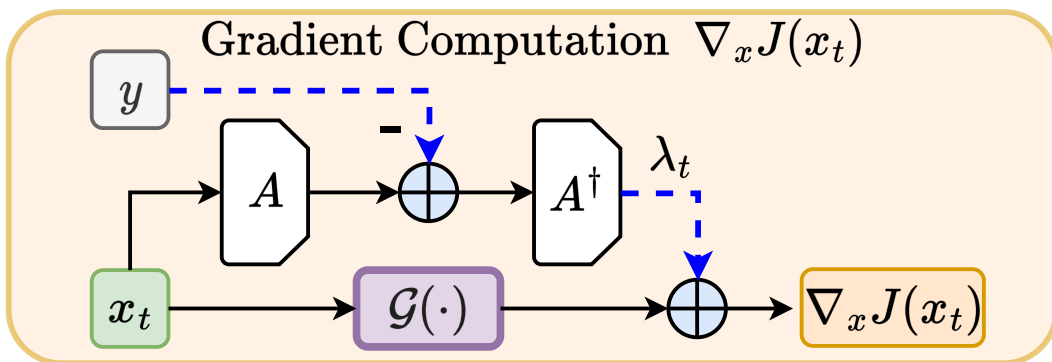 Gradient Computation ∇ₓJ(xₜ)
y
-
λₜ
A
A†
xₜ
𝒢(·)
∇ₓJ(xₜ)